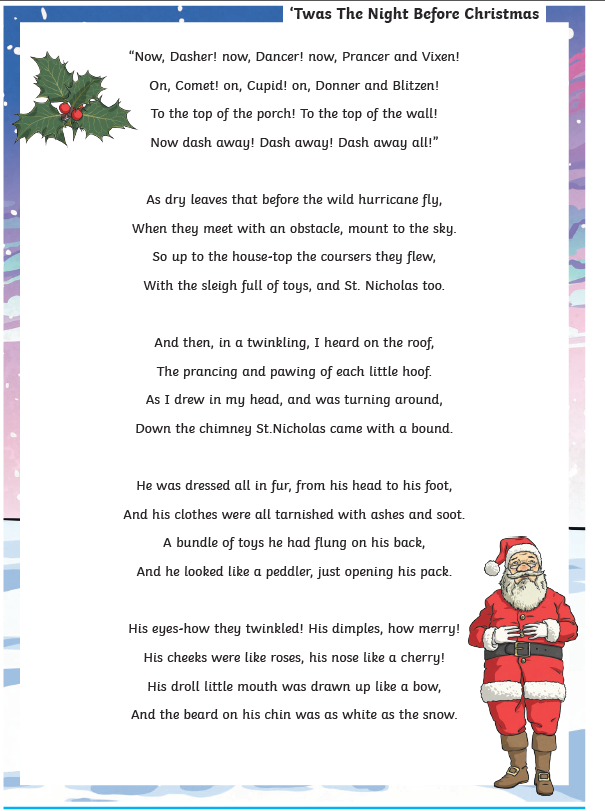 ‘Twas The Night Before Christmas
“Now, Dasher! now, Dancer! now, Prancer and Vixen!
On, Comet! on, Cupid! on, Donner and Blitzen!
To the top of the porch! To the top of the wall!
Now dash away! Dash away! Dash away all!”
As dry leaves that before the wild hurricane fly,
When they meet with an obstacle, mount to the sky.
So up to the house-top the coursers they flew,
With the sleigh full of toys, and St. Nicholas too.
And then, in a twinkling, I heard on the roof,
The prancing and pawing of each little hoof.
As I drew in my head, and was turning around,
Down the chimney St.Nicholas came with a bound.
He was dressed all in fur, from his head to his foot,
And his clothes were all tarnished with ashes and soot.
A bundle of toys he had flung on his back,
And he looked like a peddler, just opening his pack.
His eyes-how they twinkled! His dimples, how merry!
His cheeks were like roses, his nose like a cherry!
His droll little mouth was drawn up like a bow,
And the beard on his chin was as white as the snow.